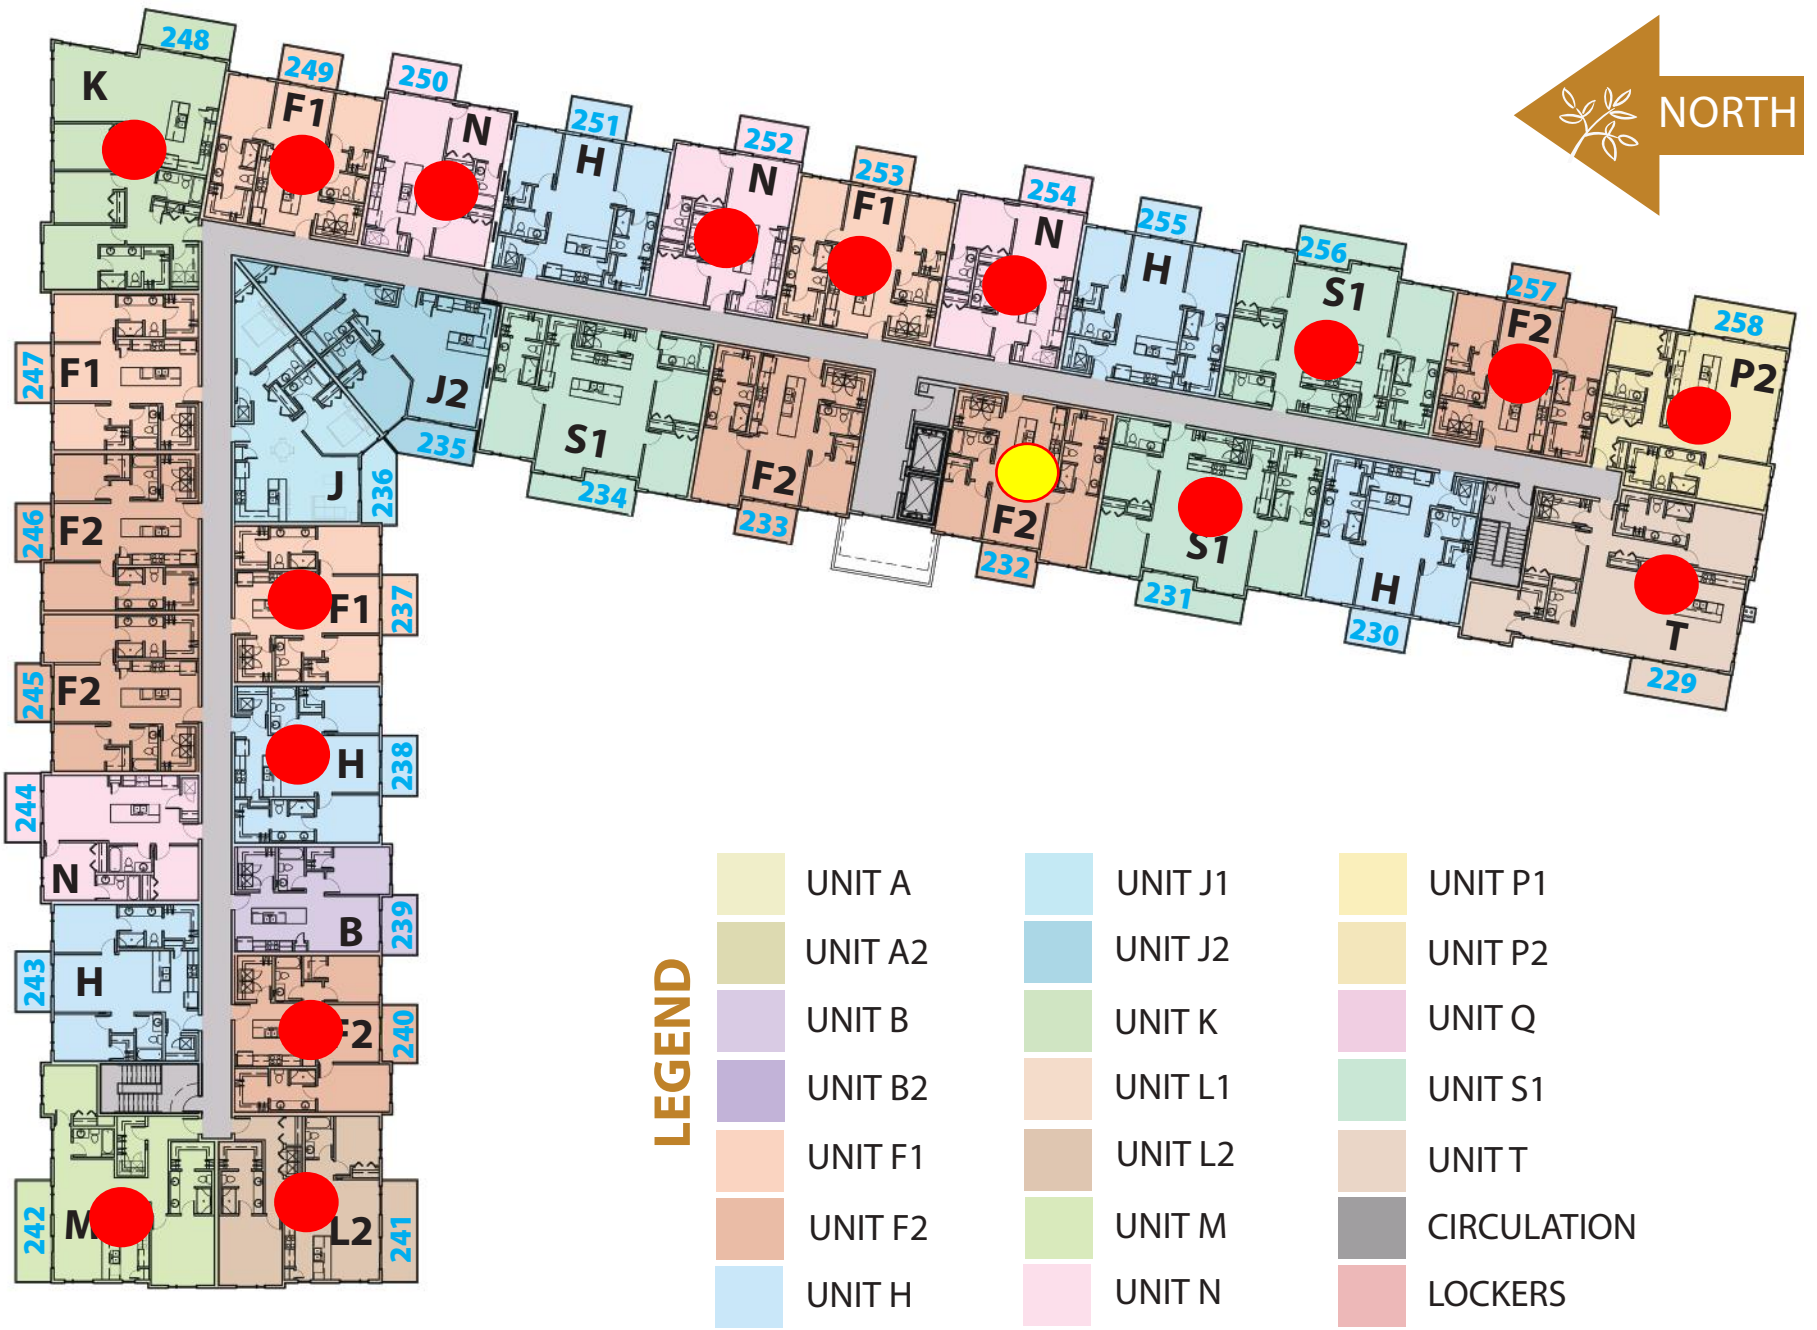 248
K
249
F1
250
N
251
H
252
N
253
F1
254
N
255
H
256
S1
257
F2
258
P2
NORTH
247
F1
J2
235
J
236
S1
234
F2
233
F2
232
S1
231
H
230
T
229
246
F2
F1
237
245
F2
H
238
244
N
B
239
243
H
F2
240
242
M
L2
241
LEGEND
UNIT A
UNIT A2
UNIT B
UNIT B2
UNIT F1
UNIT F2
UNIT H
UNIT J1
UNIT J2
UNIT K
UNIT L1
UNIT L2
UNIT M
UNIT N
UNIT P1
UNIT P2
UNIT Q
UNIT S1
UNIT T
CIRCULATION
LOCKERS